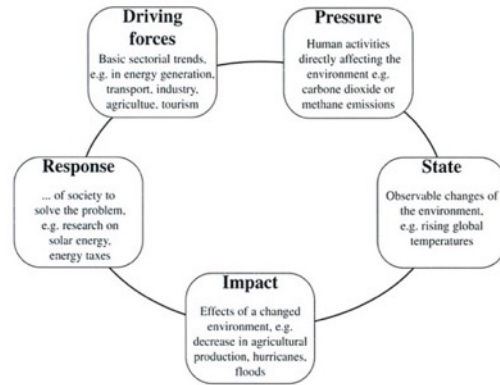 Driving
forces
Basic sectorial trends,
e.g. in energy generation,
transport, industry,
agricultue, tourism
Pressure
Human activities
directly affecting the
environment e.g.
carbone dioxide or
methane emissions
State
Observable changes of
the environment,
e.g. rising global
temperatures
Impact
Effects of a changed
environment, e.g.
decrease in agricultural
production, hurricanes,
floods
Response
... of society to
solve the problem,
e.g. research on
solar energy,
energy taxes